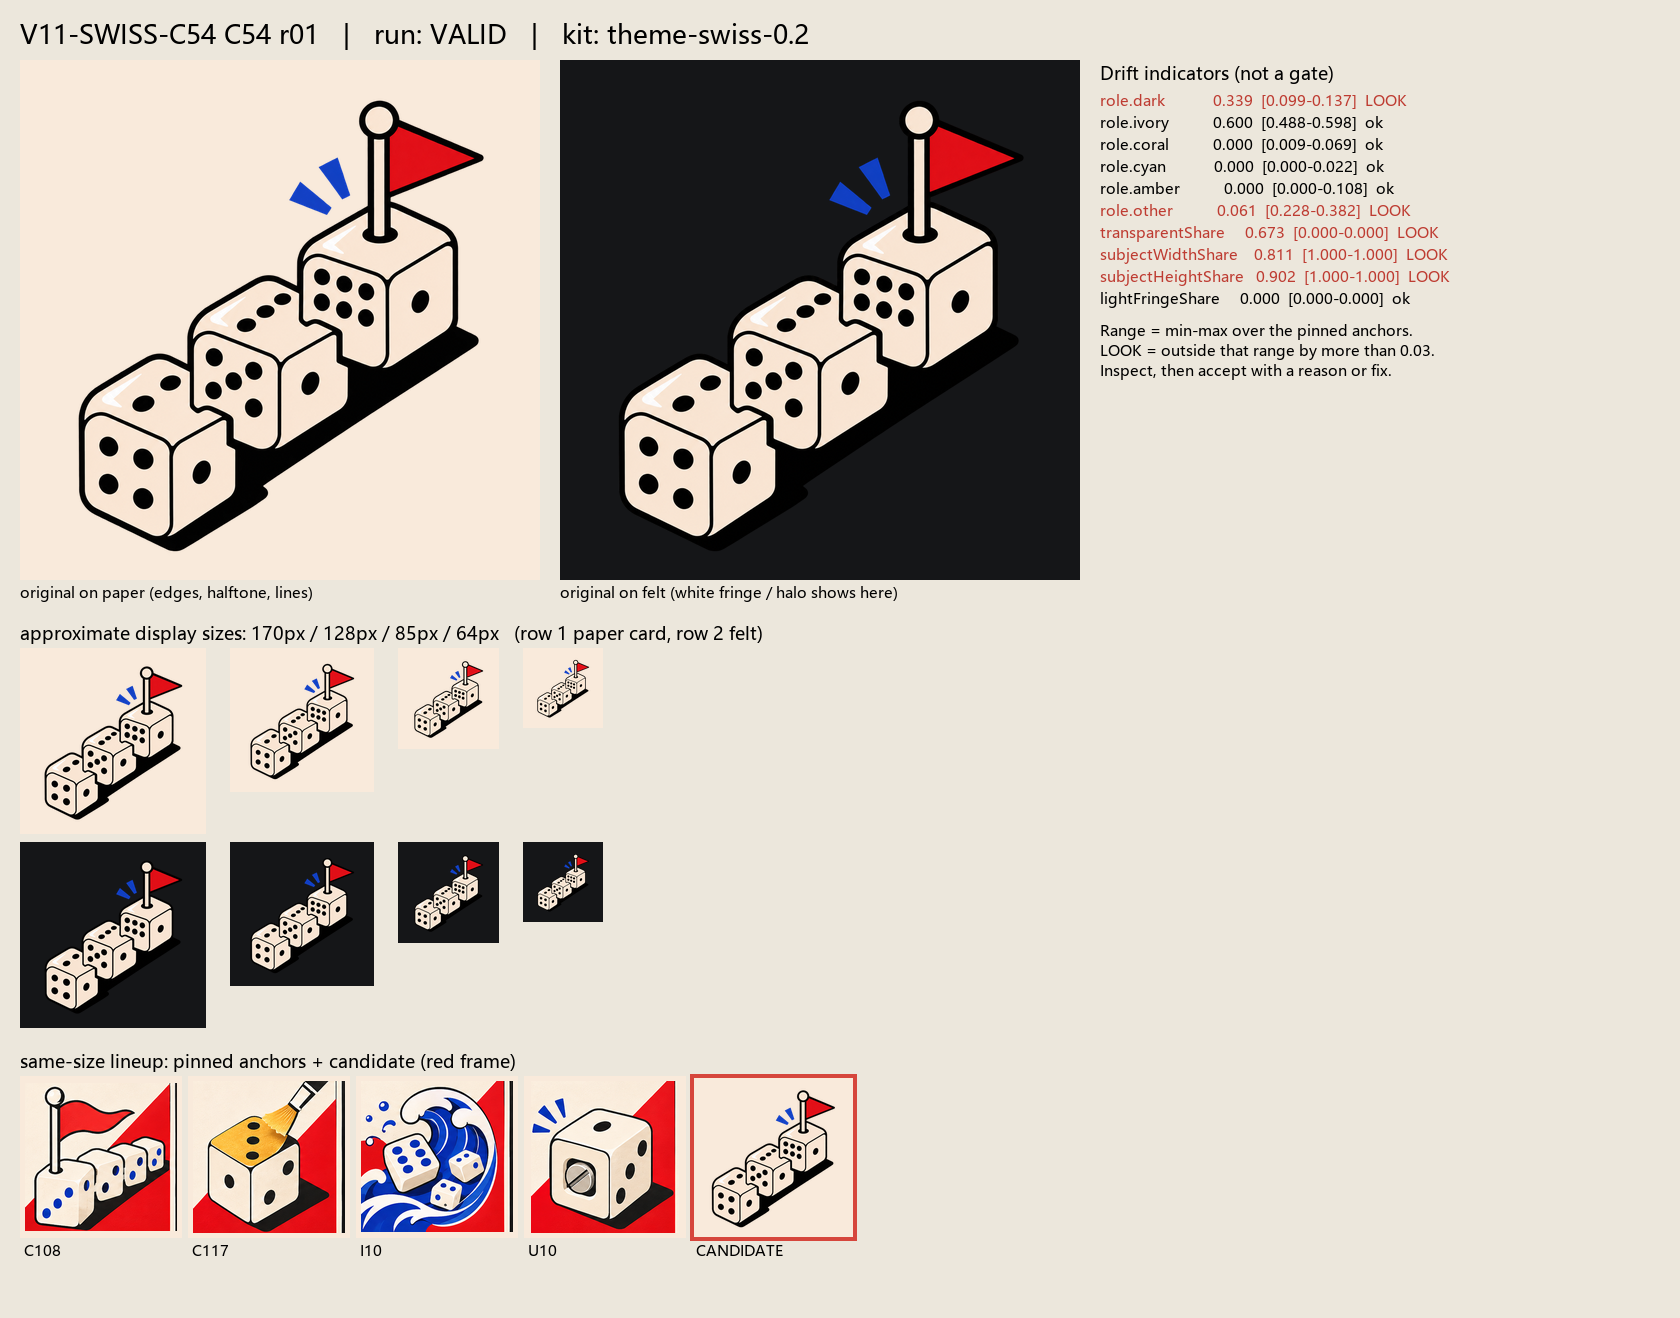 V11-SWISS-C54 C54 r01 | run: VALID | kit: theme-swiss-0.2
Drift indicators (not a gate)
role.dark 0.339 [0.099-0.137] LOOK
role.ivory 0.600 [0.488-0.598] ok
role.coral 0.000 [0.009-0.069] ok
role.cyan 0.000 [0.000-0.022] ok
role.amber 0.000 [0.000-0.108] ok
role.other 0.061 [0.228-0.382] LOOK
transparentShare 0.673 [0.000-0.000] LOOK
subjectWidthShare 0.811 [1.000-1.000] LOOK
subjectHeightShare 0.902 [1.000-1.000] LOOK
lightFringeShare 0.000 [0.000-0.000] ok
Range = min-max over the pinned anchors.
LOOK = outside that range by more than 0.03.
Inspect, then accept with a reason or fix.
original on paper (edges, halftone, lines)
original on felt (white fringe / halo shows here)
approximate display sizes: 170px / 128px / 85px / 64px (row 1 paper card, row 2 felt)
same-size lineup: pinned anchors + candidate (red frame)
C108
C117
I10
U10
CANDIDATE